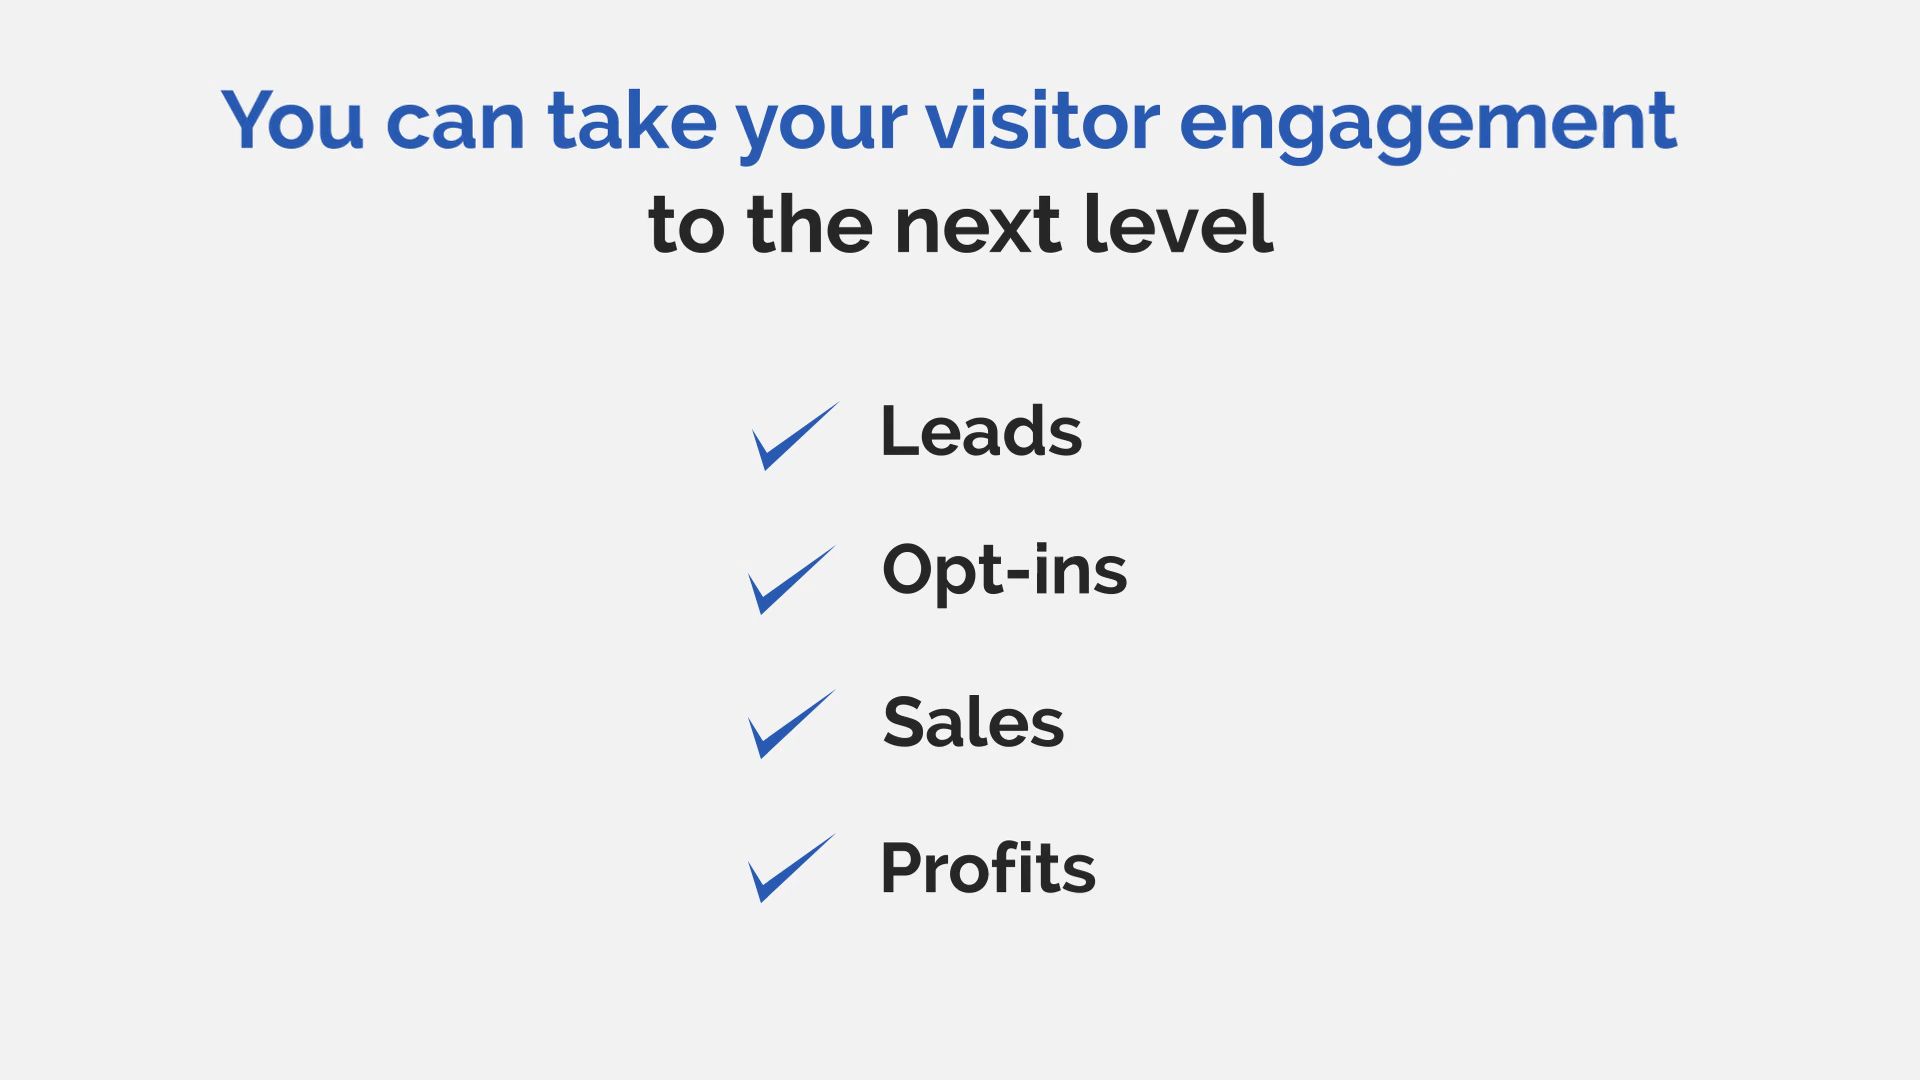 You can take your visitor engagement
to the next level
Leads
Opt-ins
Sales
Profits